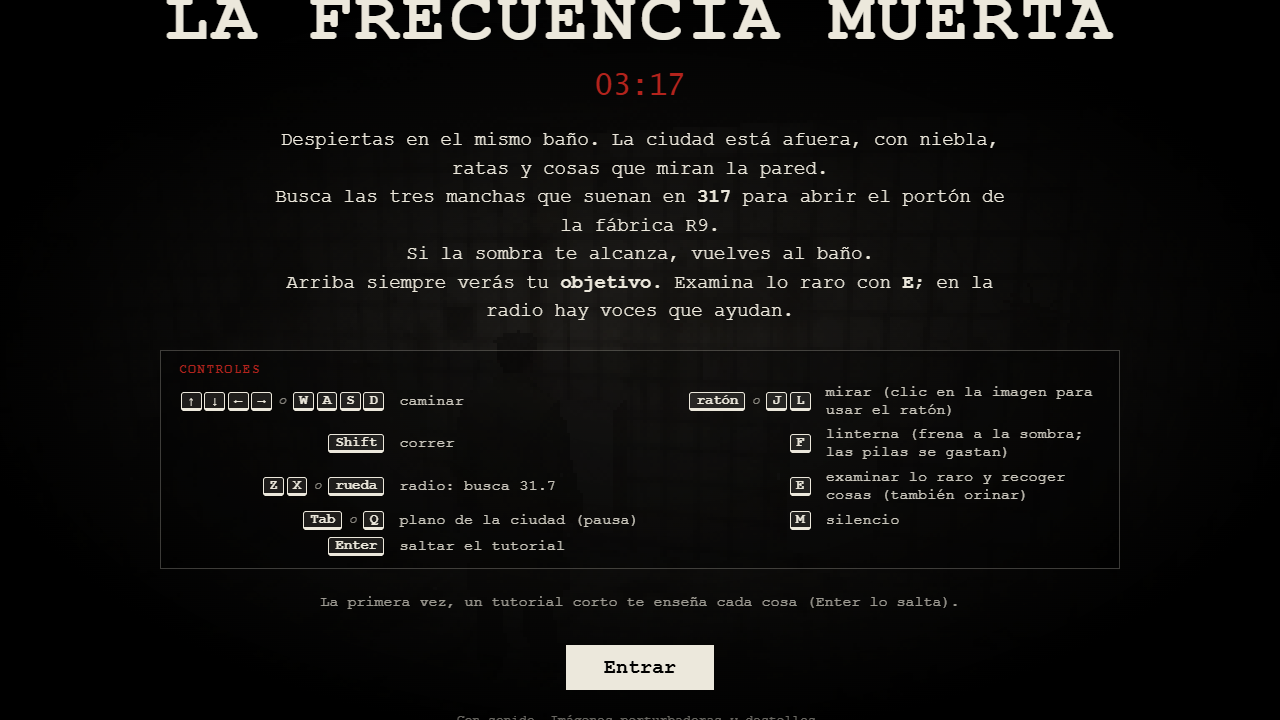 LA FRECUENCIA MUERTA
03:17
Despiertas en el mismo baño. La ciudad está afuera, con niebla,
ratas y cosas que miran la pared.
Busca las tres manchas que suenan en 317 para abrir el portón de
la fábrica R9.
Si la sombra te alcanza, vuelves al baño.
Arriba siempre verás tu objetivo. Examina lo raro con E; en la
radio hay voces que ayudan.
CONTROLES
↑ ↓ ← → o W A S D caminar
ratón o J L mirar (clic en la imagen para
usar el ratón)
Shift correr
F linterna (frena a la sombra;
las pilas se gastan)
Z X o rueda radio: busca 31.7
E examinar lo raro y recoger
cosas (también orinar)
Tab o Q plano de la ciudad (pausa)
M silencio
Enter saltar el tutorial
La primera vez, un tutorial corto te enseña cada cosa (Enter lo salta).
Entrar
Con sonido. Imágenes perturbadoras y destellos.